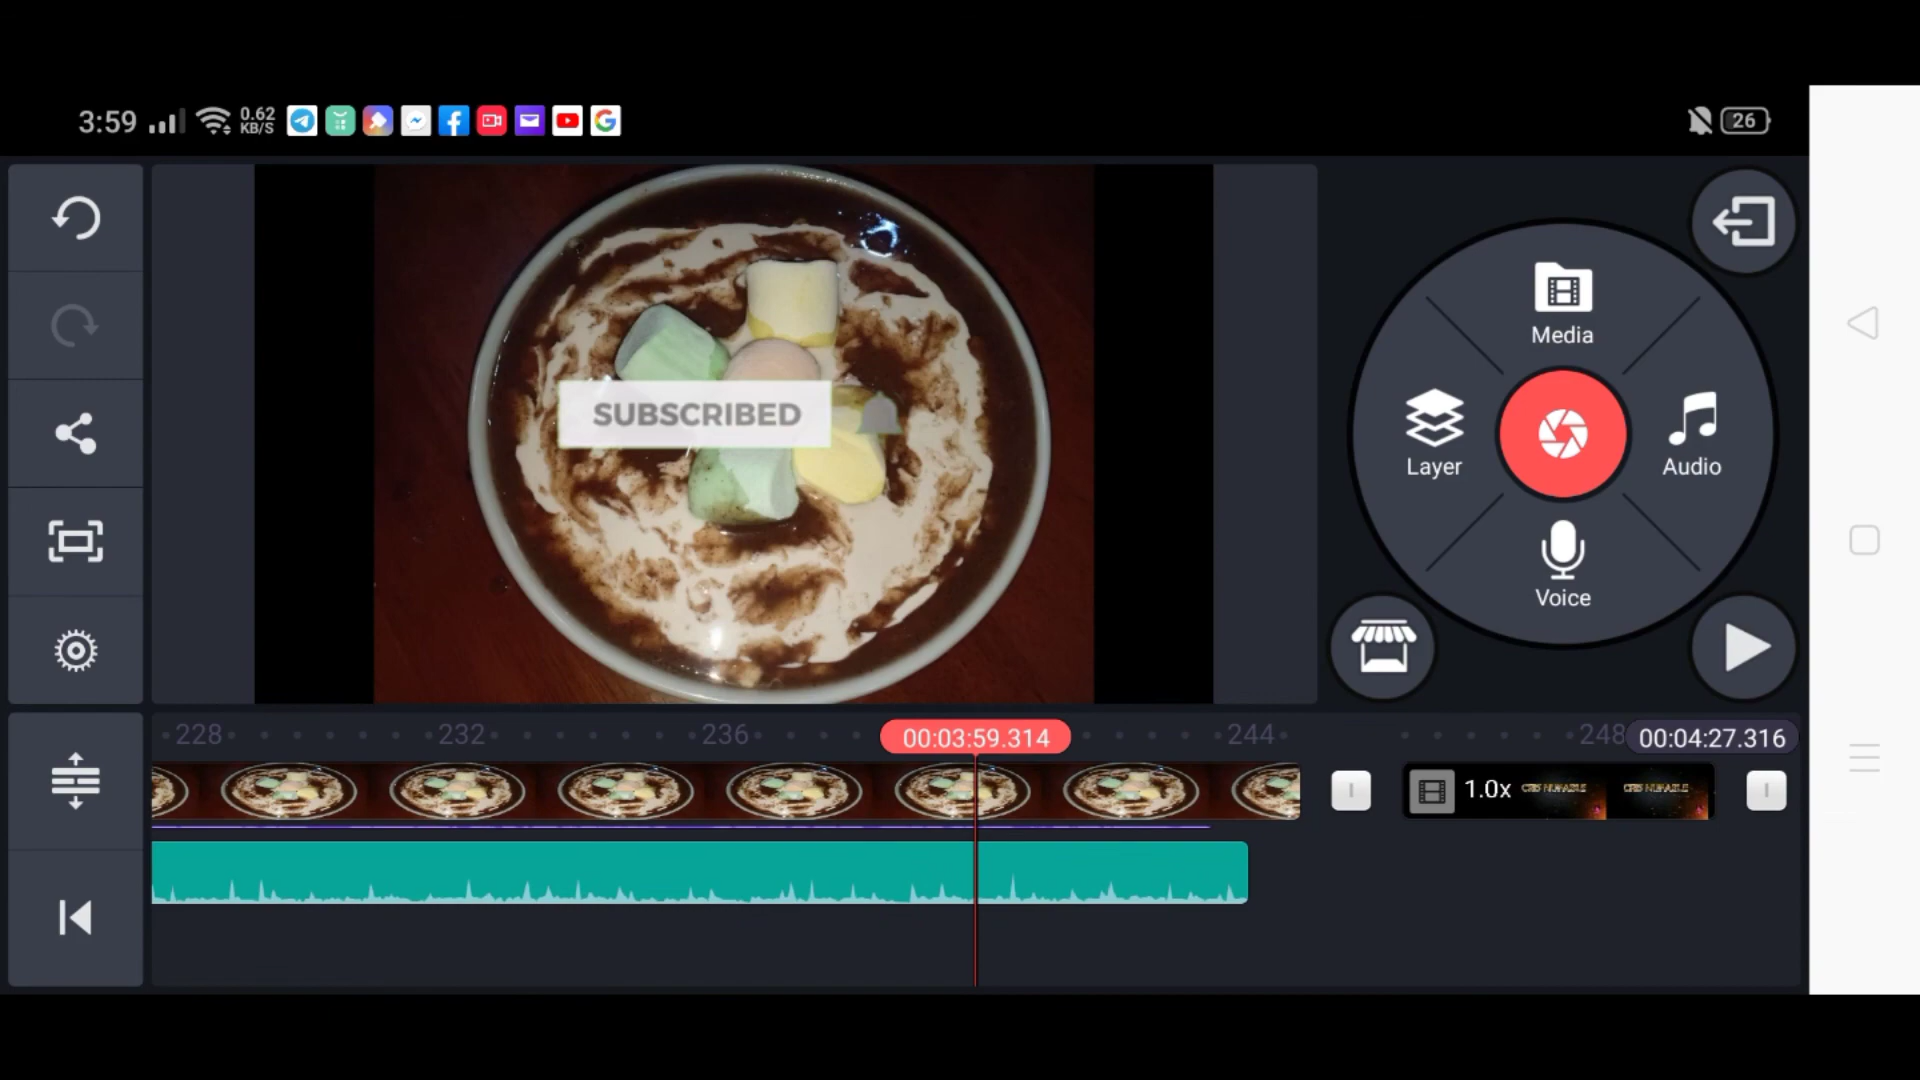 3:59
0.62
KB/S
26
SUBSCRIBED
Media
Layer
Audio
Voice
228
232
236
00:03:59.314
244
248
00:04:27.316
1.0x